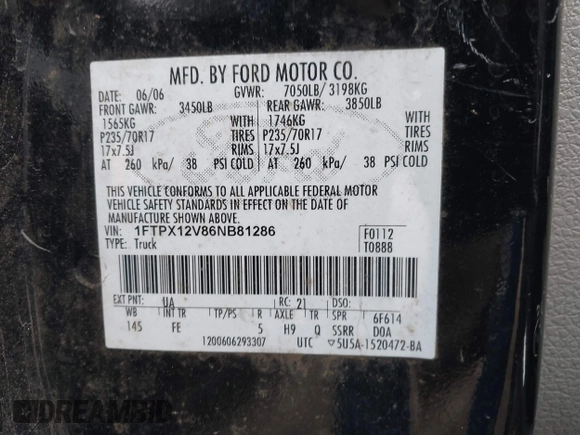 MFD. BY FORD MOTOR CO.
DATE: 06/06 GVWR: 7050LB/ 3198KG
FRONT GAWR: 3450LB REAR GAWR: 3850LB
1565KG WITH 1746KG WITH
P235/70R17 TIRES P235/70R17 TIRES
17x7.5J RIMS 17x7.5J RIMS
AT 260 kPa/ 38 PSI COLD AT 260 kPa/ 38 PSI COLD
THIS VEHICLE CONFORMS TO ALL APPLICABLE FEDERAL MOTOR
VEHICLE SAFETY STANDARDS IN EFFECT ON THE DATE OF
MANUFACTURE SHOWN ABOVE.
VIN: 1FTPX12V86NB81286 F0112
TYPE: Truck T0888
EXT PNT: UA RC: 21 DSO:
WB INT TR TP/PS R AXLE TR SPR 6F614
145 FE 5 H9 Q SSRR DOA
1200606293307 UTC ▽5U5A-1520472-BA
DREAMBID.COM